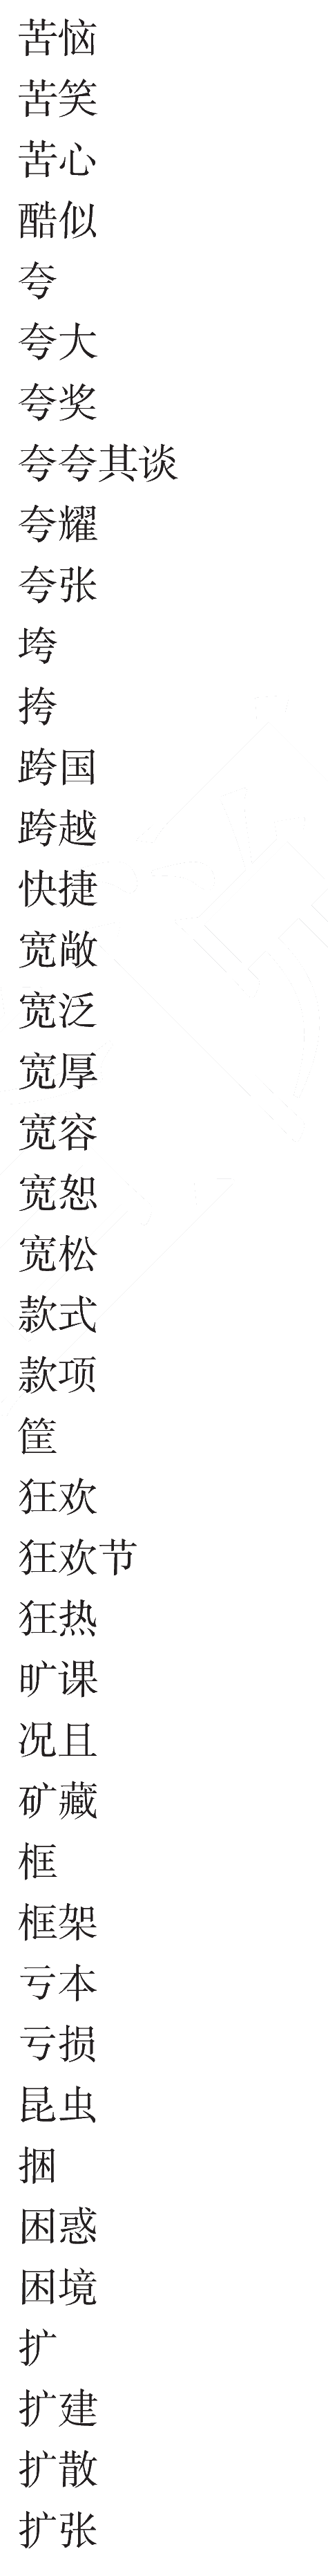 苦恼
苦笑
苦心
酷似
夸
夸大
夸奖
夸夸其谈
夸耀
夸张
垮
挎
跨国
跨越
快捷
宽敞
宽泛
宽厚
宽容
宽恕
宽松
款式
款项
筐
狂欢
狂欢节
狂热
旷课
况且
矿藏
框
框架
亏本
亏损
昆虫
捆
困惑
困境
扩
扩建
扩散
扩张